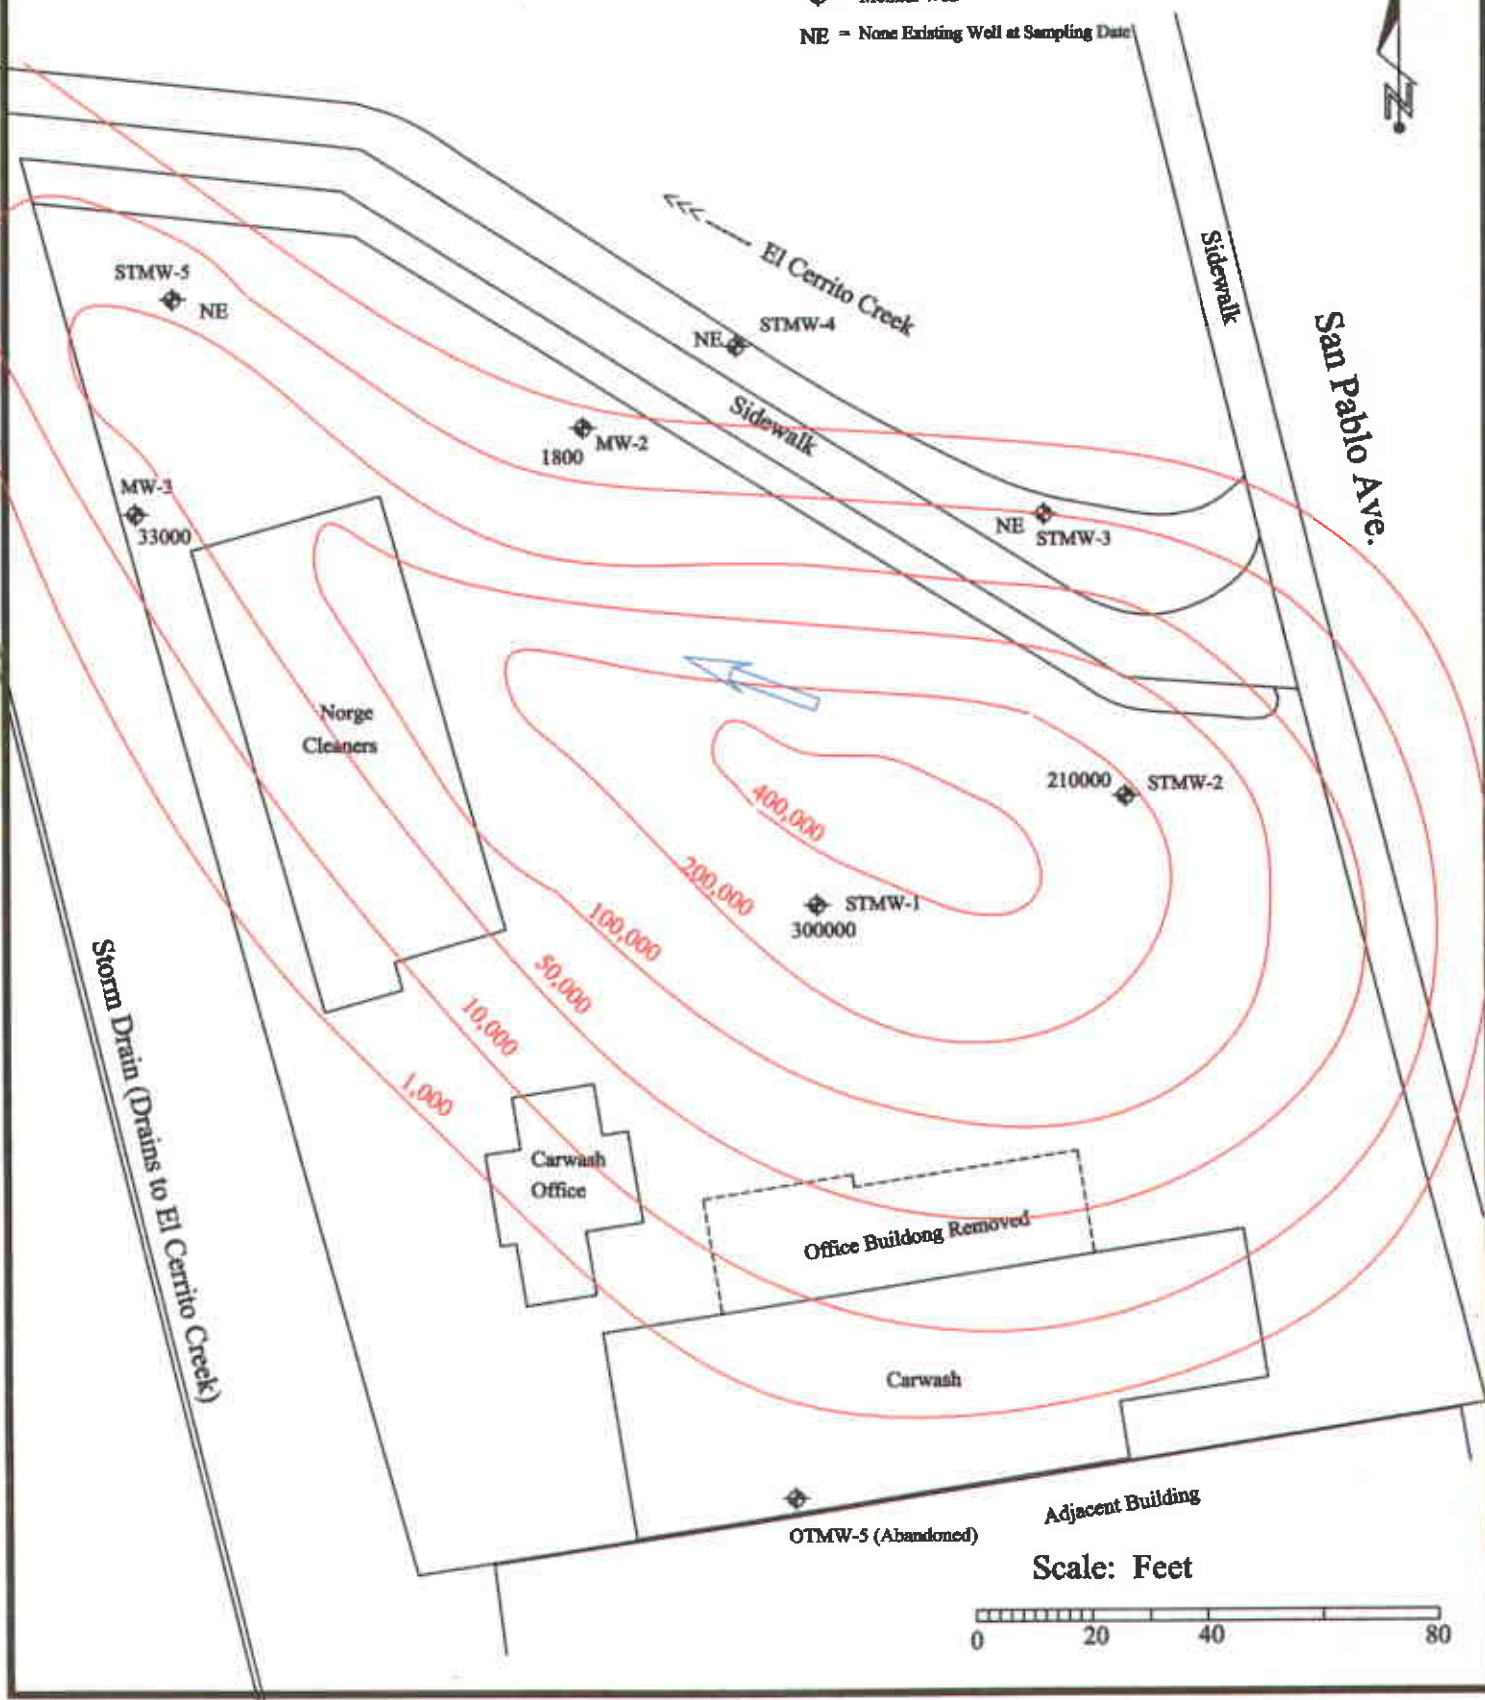 NE = None Existing Well at Sampling Date
N
Sidewalk
San Pablo Ave.
<<<------ El Cerrito Creek
STMW-5
NE
STMW-4
NE
Sidewalk
MW-2
1800
MW-3
33000
NE
STMW-3
Norge
Cleaners
210000
STMW-2
400,000
200,000
STMW-1
300000
100,000
50,000
10,000
1,000
Storm Drain (Drains to El Cerrito Creek)
Carwash
Office
Office Buildong Removed
Carwash
OTMW-5 (Abandoned)
Adjacent Building
Scale: Feet
0 20 40 80